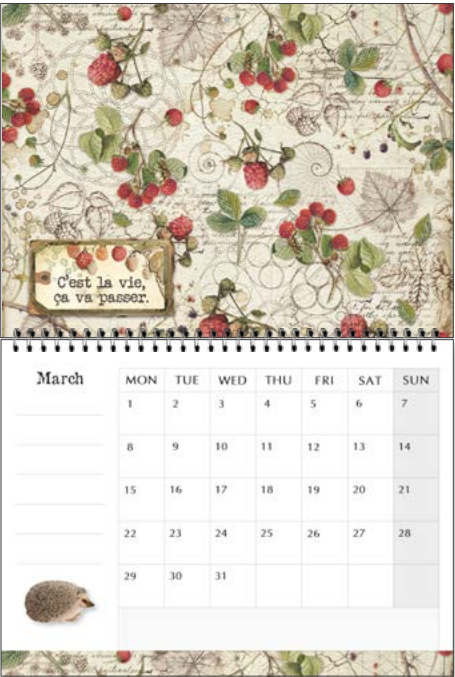 C'est la vie,
ça va passer.
March
MON TUE WED THU FRI SAT SUN
1 2 3 4 5 6 7
8 9 10 11 12 13 14
15 16 17 18 19 20 21
22 23 24 25 26 27 28
29 30 31